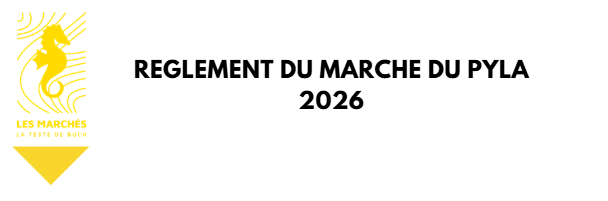 REGLEMENT DU MARCHE DU PYLA
2026
LES MARCHÉS
LA TESTE DE BUCH